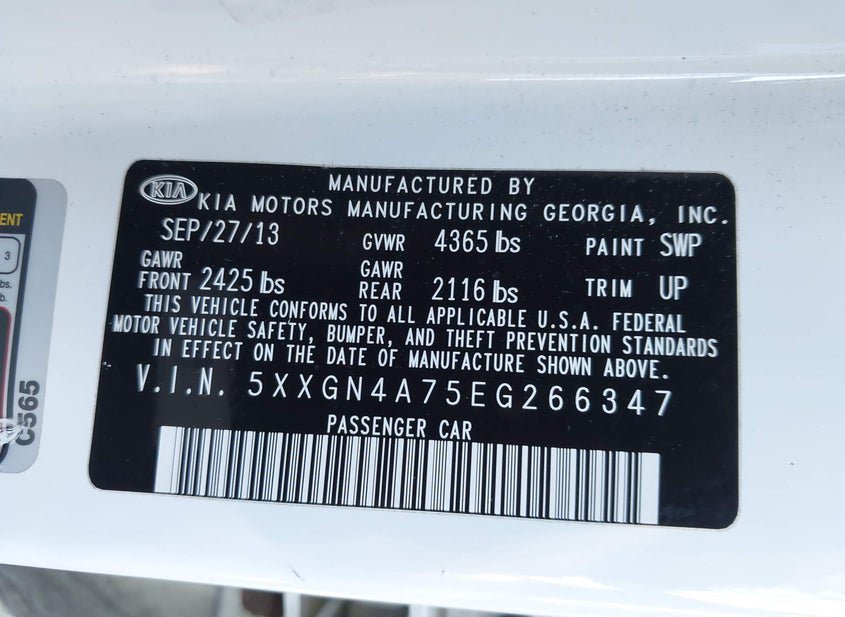 MANUFACTURED BY
KIA KIA MOTORS MANUFACTURING GEORGIA, INC.
SEP/27/13 GVWR 4365 lbs PAINT SWP
GAWR FRONT 2425 lbs GAWR REAR 2116 lbs TRIM UP
THIS VEHICLE CONFORMS TO ALL APPLICABLE U.S.A. FEDERAL
MOTOR VEHICLE SAFETY, BUMPER, AND THEFT PREVENTION STANDARDS
IN EFFECT ON THE DATE OF MANUFACTURE SHOWN ABOVE.
V.I.N. 5XXGN4A75EG266347
PASSENGER CAR
3
C565